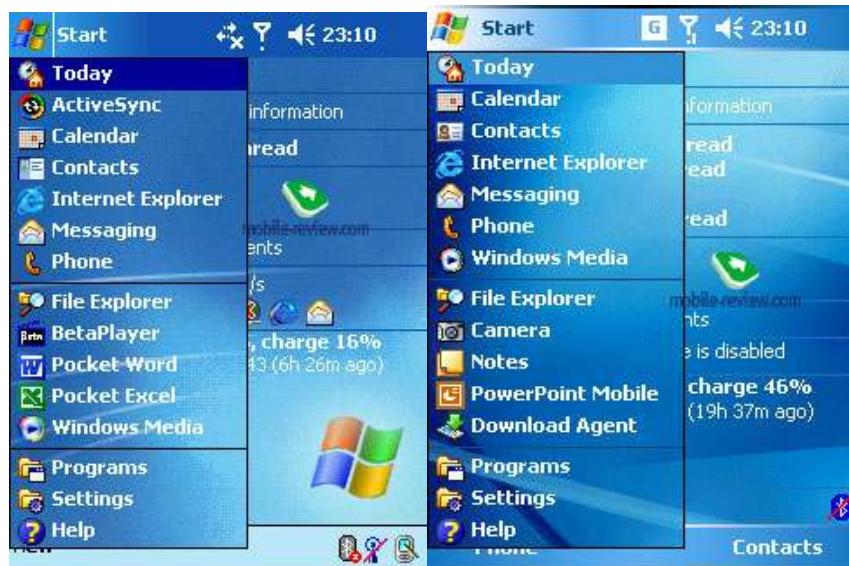 Start 23:10
Today
ActiveSync
Calendar
Contacts
Internet Explorer
Messaging
Phone
File Explorer
BetaPlayer
Pocket Word
Pocket Excel
Windows Media
Programs
Settings
Help
information
read
mobile-review.com
ents
/s
, charge 16%
43 (6h 26m ago)
Start G 23:10
Today
Calendar
Contacts
Internet Explorer
Messaging
Phone
Windows Media
File Explorer
Camera
Notes
PowerPoint Mobile
Download Agent
Programs
Settings
Help
formation
read
ead
read
mobile-review.com
nts
e is disabled
charge 46%
(19h 37m ago)
Phone Contacts